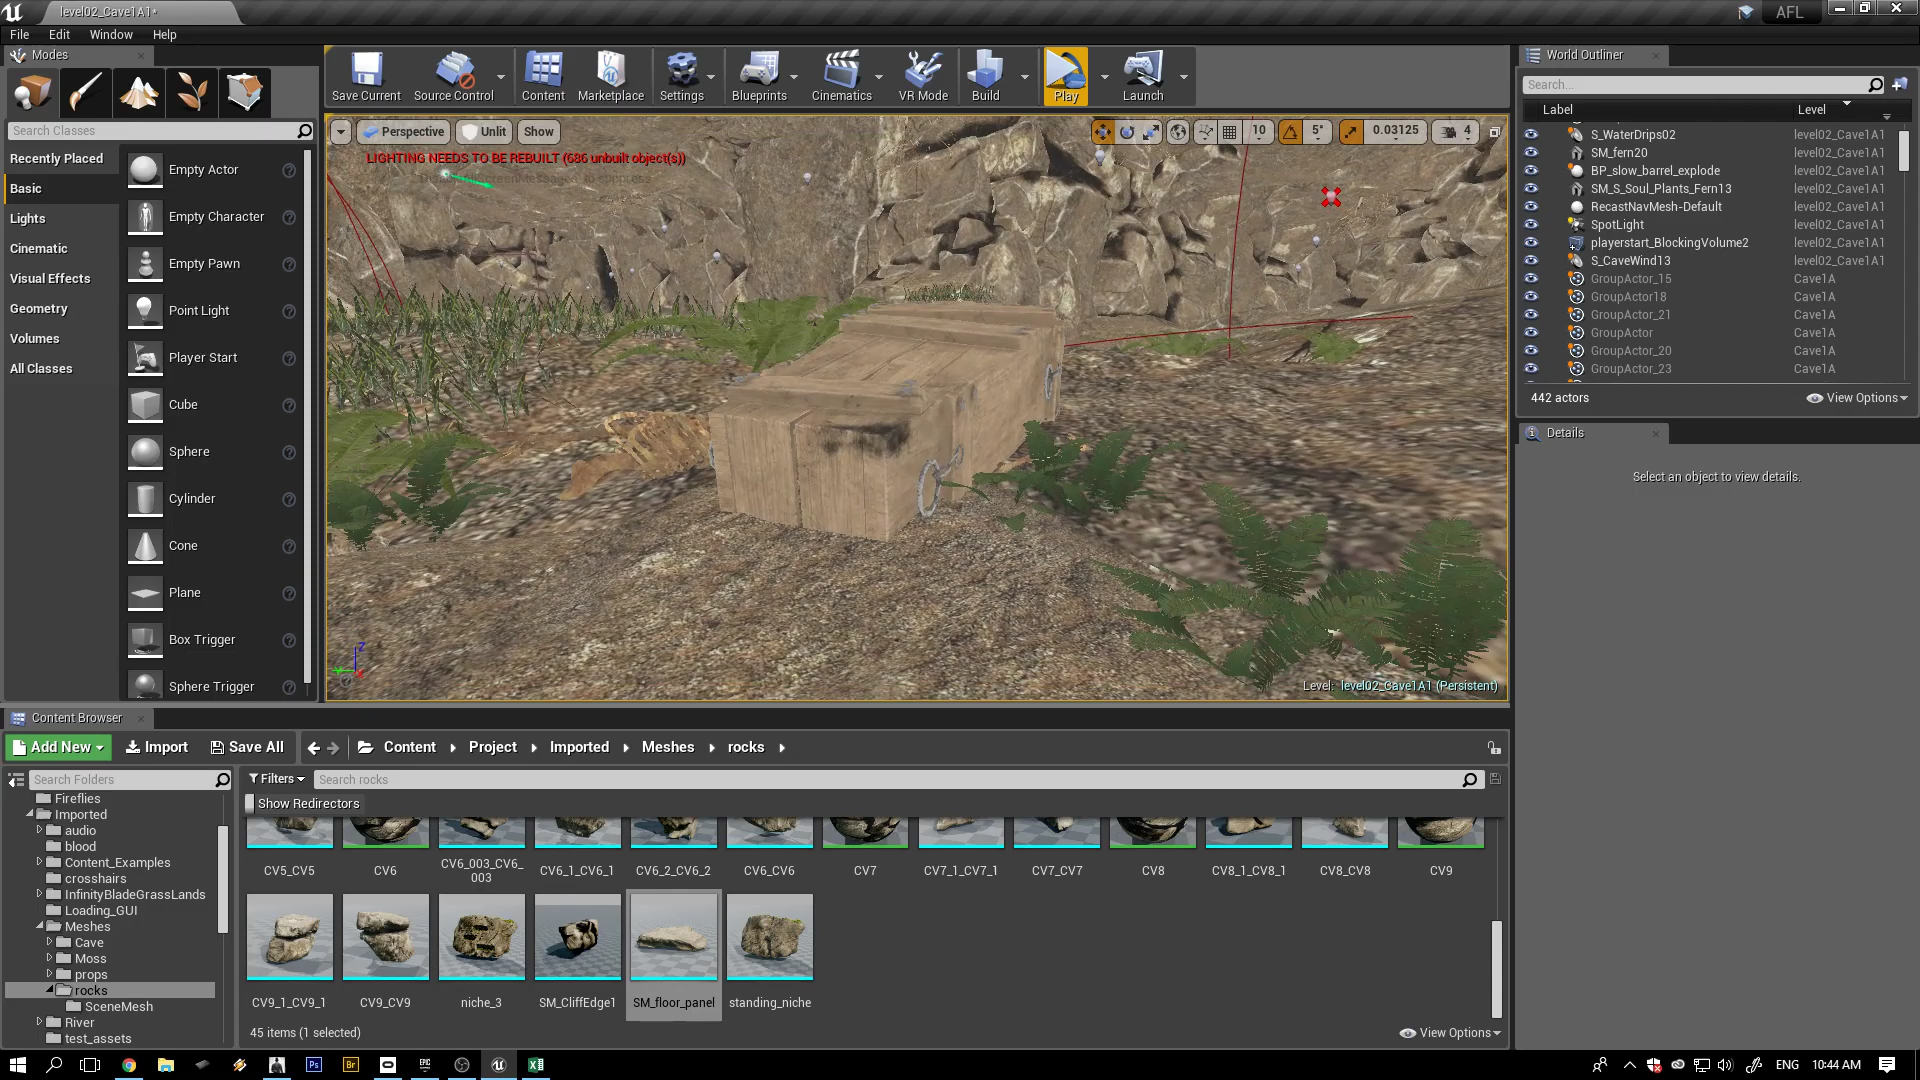 level02_Cave1A1*
AFL
File Edit Window Help
Modes
Search Classes
Recently Placed
Basic
Lights
Cinematic
Visual Effects
Geometry
Volumes
All Classes
Empty Actor
Empty Character
Empty Pawn
Point Light
Player Start
Cube
Sphere
Cylinder
Cone
Plane
Box Trigger
Sphere Trigger
Save Current
Source Control
Content
Marketplace
Settings
Blueprints
Cinematics
VR Mode
Build
Play
Launch
Perspective
Unlit
Show
10
5°
0.03125
4
LIGHTING NEEDS TO BE REBUILT (686 unbuilt object(s))
Z
Level: level02_Cave1A1 (Persistent)
World Outliner
Search...
Label Level
S_WaterDrips02 level02_Cave1A1
SM_fern20 level02_Cave1A1
BP_slow_barrel_explode level02_Cave1A1
SM_S_Soul_Plants_Fern13 level02_Cave1A1
RecastNavMesh-Default level02_Cave1A1
SpotLight level02_Cave1A1
playerstart_BlockingVolume2 level02_Cave1A1
S_CaveWind13 level02_Cave1A1
GroupActor_15 Cave1A
GroupActor18 Cave1A
GroupActor_21 Cave1A
GroupActor Cave1A
GroupActor_20 Cave1A
GroupActor_23 Cave1A
442 actors
View Options
Details
Select an object to view details.
Content Browser
Add New Import Save All Content Project Imported Meshes rocks
Search Folders
Fireflies
Imported
audio
blood
Content_Examples
crosshairs
InfinityBladeGrassLands
Loading_GUI
Meshes
Cave
Moss
props
rocks
SceneMesh
River
test_assets
Filters Search rocks
Show Redirectors
CV5_CV5
CV6
CV6_003_CV6_
003
CV6_1_CV6_1
CV6_2_CV6_2
CV6_CV6
CV7
CV7_1_CV7_1
CV7_CV7
CV8
CV8_1_CV8_1
CV8_CV8
CV9
CV9_1_CV9_1
CV9_CV9
niche_3
SM_CliffEdge1
SM_floor_panel
standing_niche
45 items (1 selected)
View Options
Ps
Br
EPIC
ENG
10:44 AM